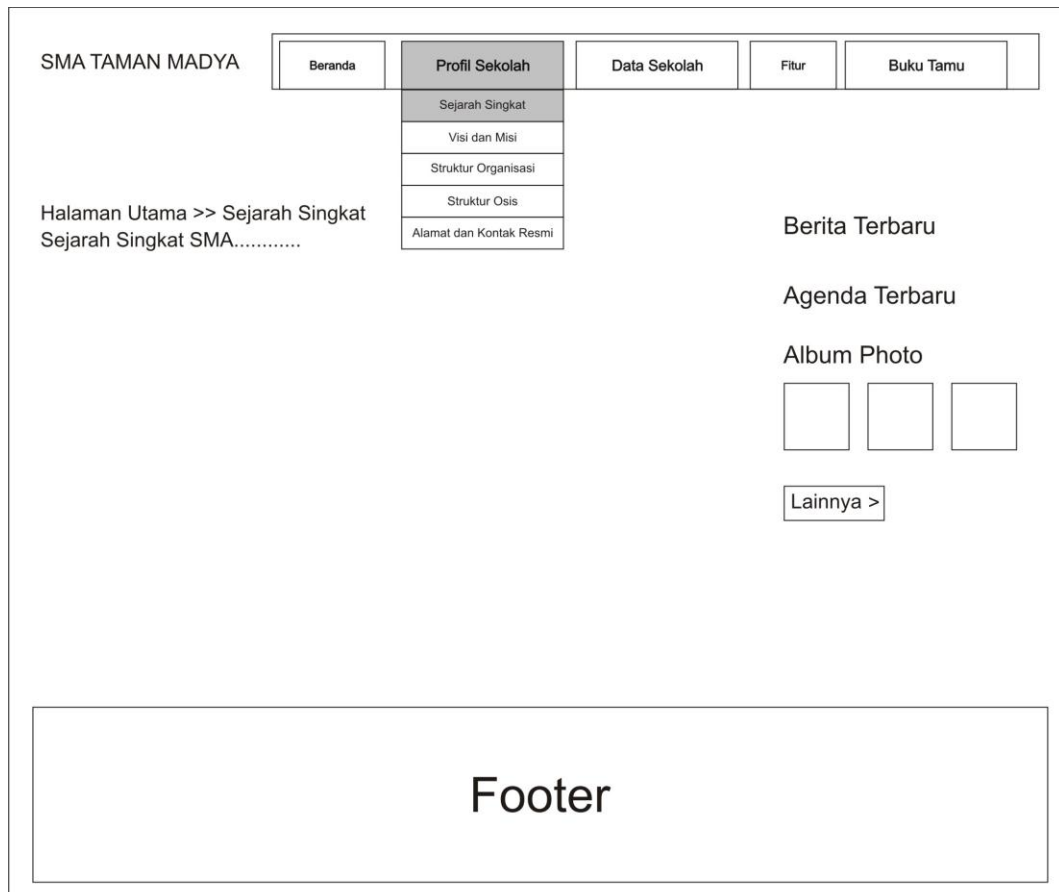 SMA TAMAN MADYA
Beranda
Profil Sekolah
Data Sekolah
Fitur
Buku Tamu
Sejarah Singkat
Visi dan Misi
Struktur Organisasi
Struktur Osis
Alamat dan Kontak Resmi
Halaman Utama >> Sejarah Singkat
Sejarah Singkat SMA............
Berita Terbaru
Agenda Terbaru
Album Photo
Lainnya >
Footer